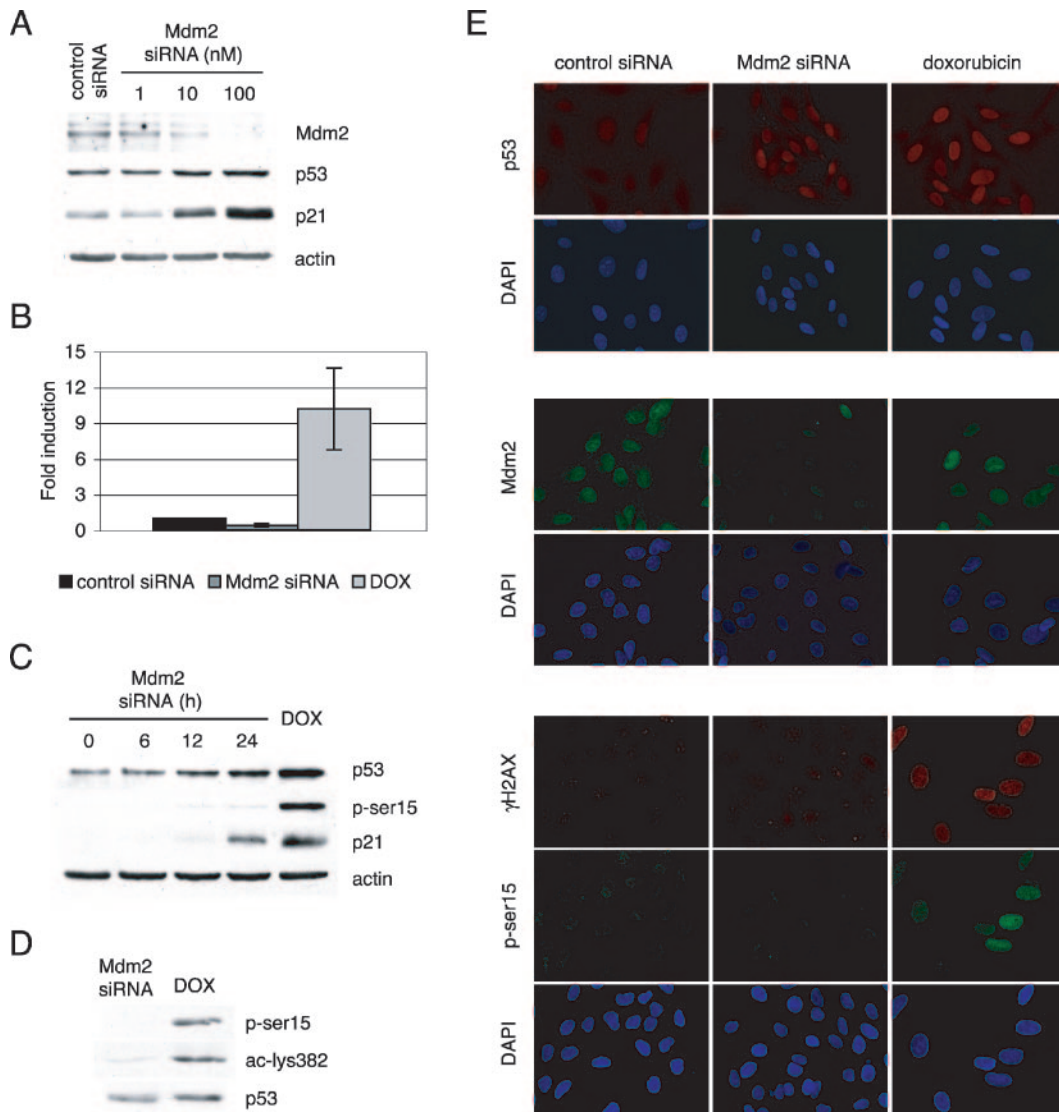 A
control
siRNA
Mdm2
siRNA (nM)
1 10 100
Mdm2
p53
p21
actin
B
Fold induction
15
12
9
6
3
0
control siRNA Mdm2 siRNA DOX
C
Mdm2
siRNA (h)
DOX
0 6 12 24
p53
p-ser15
p21
actin
D
Mdm2
siRNA
DOX
p-ser15
ac-lys382
p53
E
control siRNA Mdm2 siRNA doxorubicin
p53
DAPI
Mdm2
DAPI
γH2AX
p-ser15
DAPI